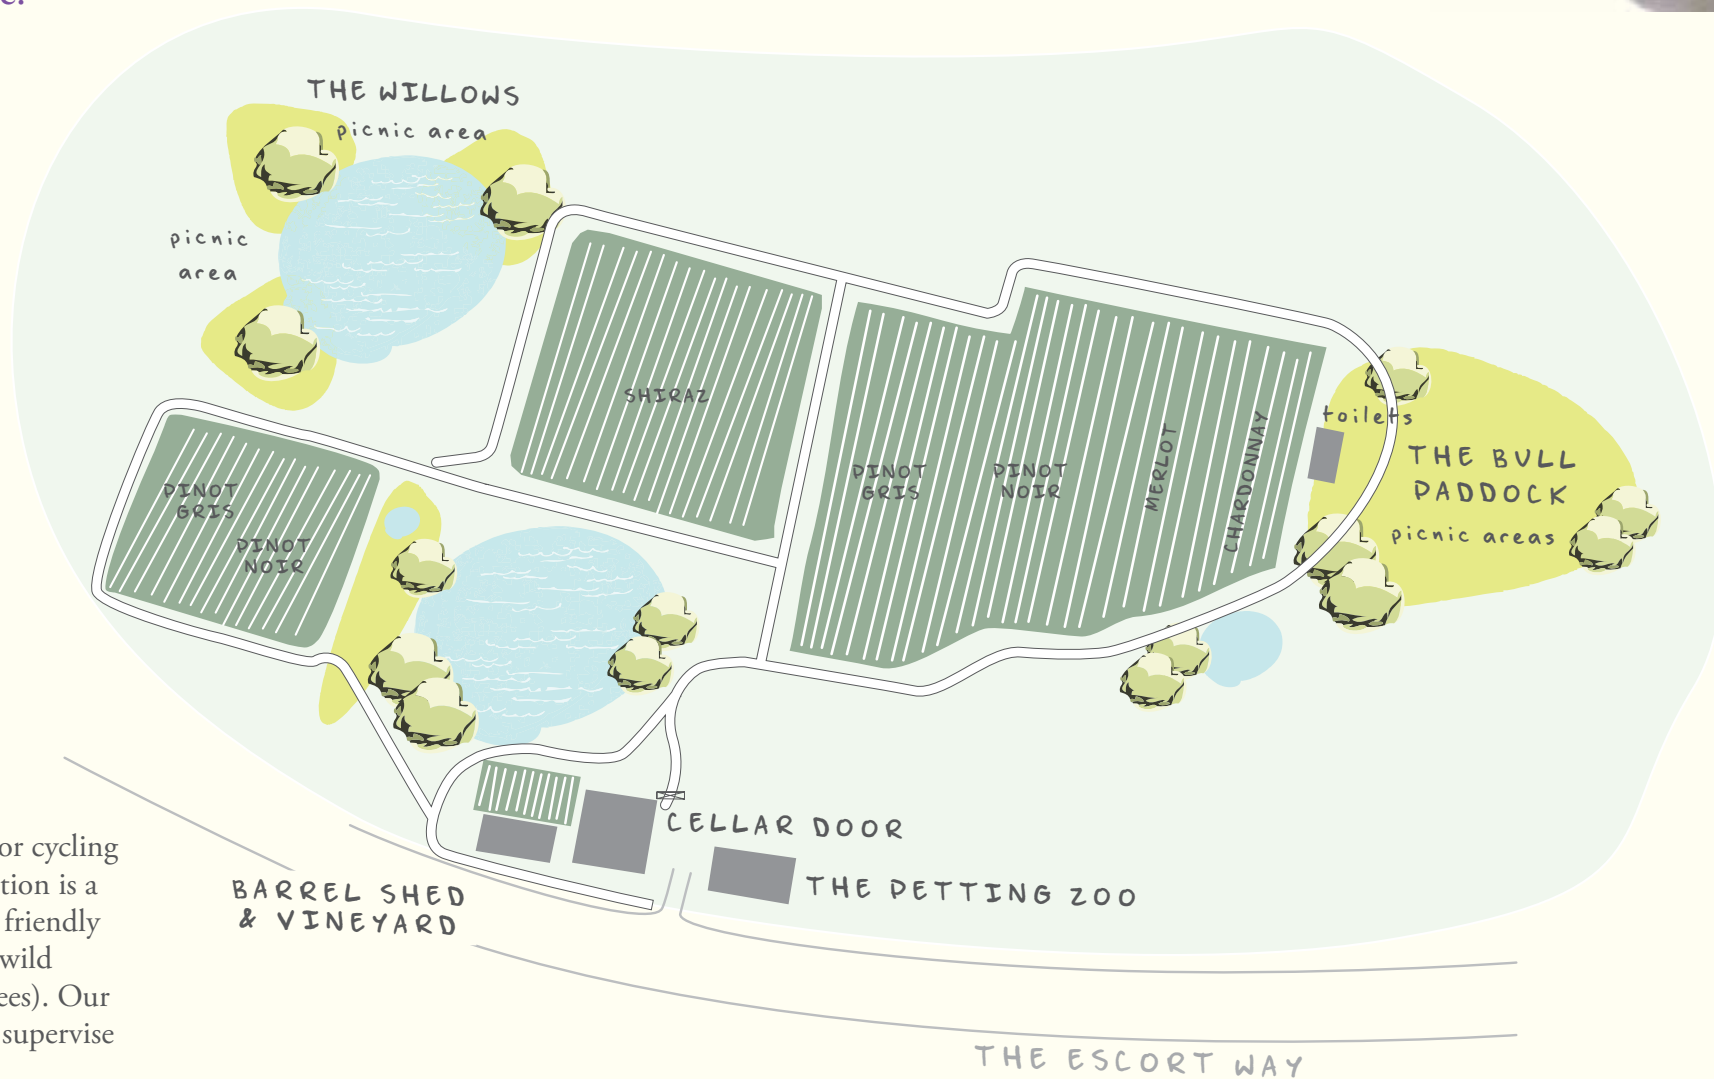 THE WILLOWS
picnic area
picnic
area
SHIRAZ
toilets
THE BULL
PADDOCK
picnic areas
PINOT
GRIS
PINOT
NOIR
MERLOT
CHARDONNAY
PINOT
GRIS
PINOT
NOIR
CELLAR DOOR
THE PETTING ZOO
BARREL SHED
& VINEYARD
or cycling
tion is a
friendly
wild
ees). Our
supervise
THE ESCORT WAY